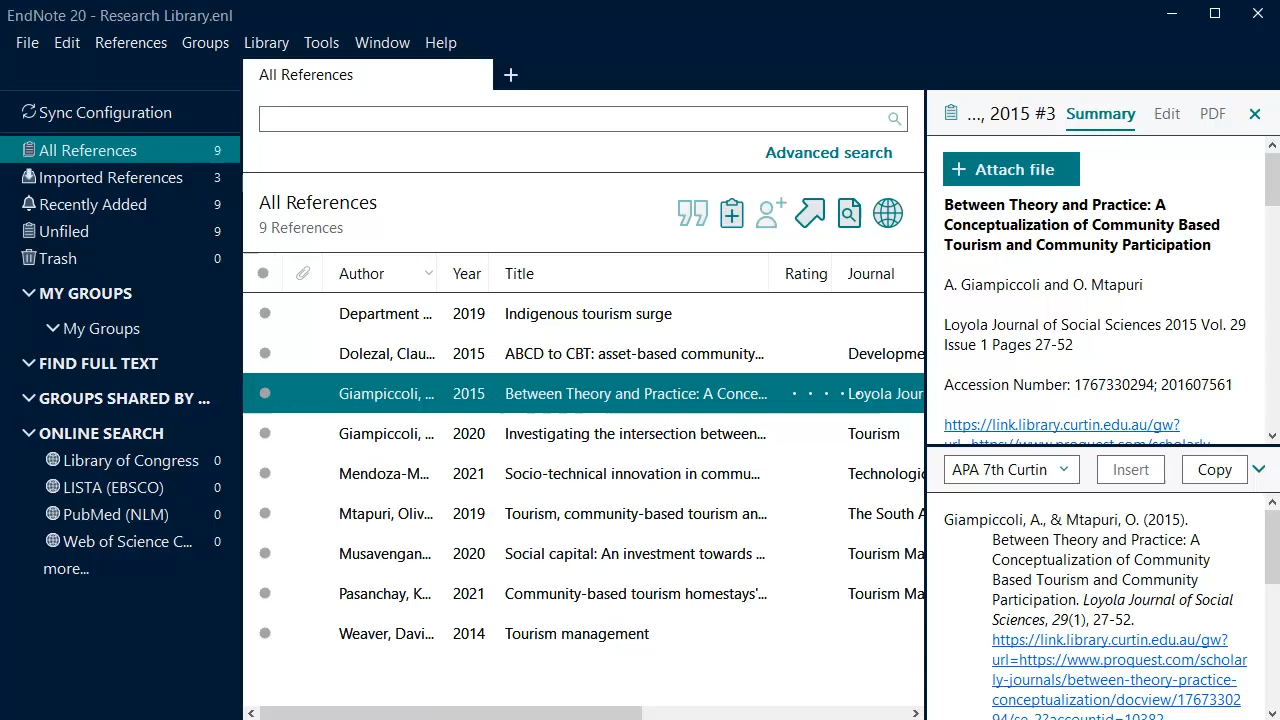 EndNote 20 - Research Library.enl
File Edit References Groups Library Tools Window Help
Sync Configuration
All References 9
Imported References 3
Recently Added 9
Unfiled 9
Trash 0
MY GROUPS
My Groups
FIND FULL TEXT
GROUPS SHARED BY ...
ONLINE SEARCH
Library of Congress 0
LISTA (EBSCO) 0
PubMed (NLM) 0
Web of Science C... 0
more...
All References
Advanced search
All References
9 References
Author Year Title Rating Journal
Department ... 2019 Indigenous tourism surge
Dolezal, Clau... 2015 ABCD to CBT: asset-based community... Developme
Giampiccoli, ... 2015 Between Theory and Practice: A Conce... Loyola Jour
Giampiccoli, ... 2020 Investigating the intersection between... Tourism
Mendoza-M... 2021 Socio-technical innovation in commu... Technologic
Mtapuri, Oliv... 2019 Tourism, community-based tourism an... The South A
Musavengan... 2020 Social capital: An investment towards ... Tourism Ma
Pasanchay, K... 2021 Community-based tourism homestays'... Tourism Ma
Weaver, Davi... 2014 Tourism management
..., 2015 #3 Summary Edit PDF
+ Attach file
Between Theory and Practice: A
Conceptualization of Community Based
Tourism and Community Participation
A. Giampiccoli and O. Mtapuri
Loyola Journal of Social Sciences 2015 Vol. 29
Issue 1 Pages 27-52
Accession Number: 1767330294; 201607561
https://link.library.curtin.edu.au/gw?
url=https://www.proquest.com/scholarly-
APA 7th Curtin Insert Copy
Giampiccoli, A., & Mtapuri, O. (2015).
Between Theory and Practice: A
Conceptualization of Community
Based Tourism and Community
Participation. Loyola Journal of Social
Sciences, 29(1), 27-52.
https://link.library.curtin.edu.au/gw?
url=https://www.proquest.com/scholar
ly-journals/between-theory-practice-
conceptualization/docview/17673302
94/se-2?accountid=10382